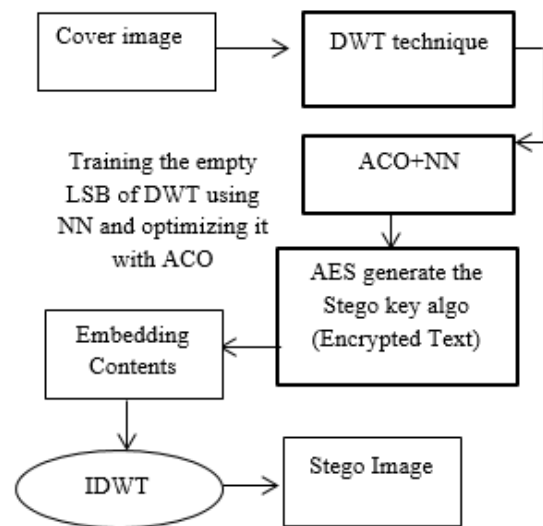 Cover image
DWT technique
ACO+NN
Training the empty
LSB of DWT using
NN and optimizing it
with ACO
AES generate the
Stego key algo
(Encrypted Text)
Embedding
Contents
IDWT
Stego Image